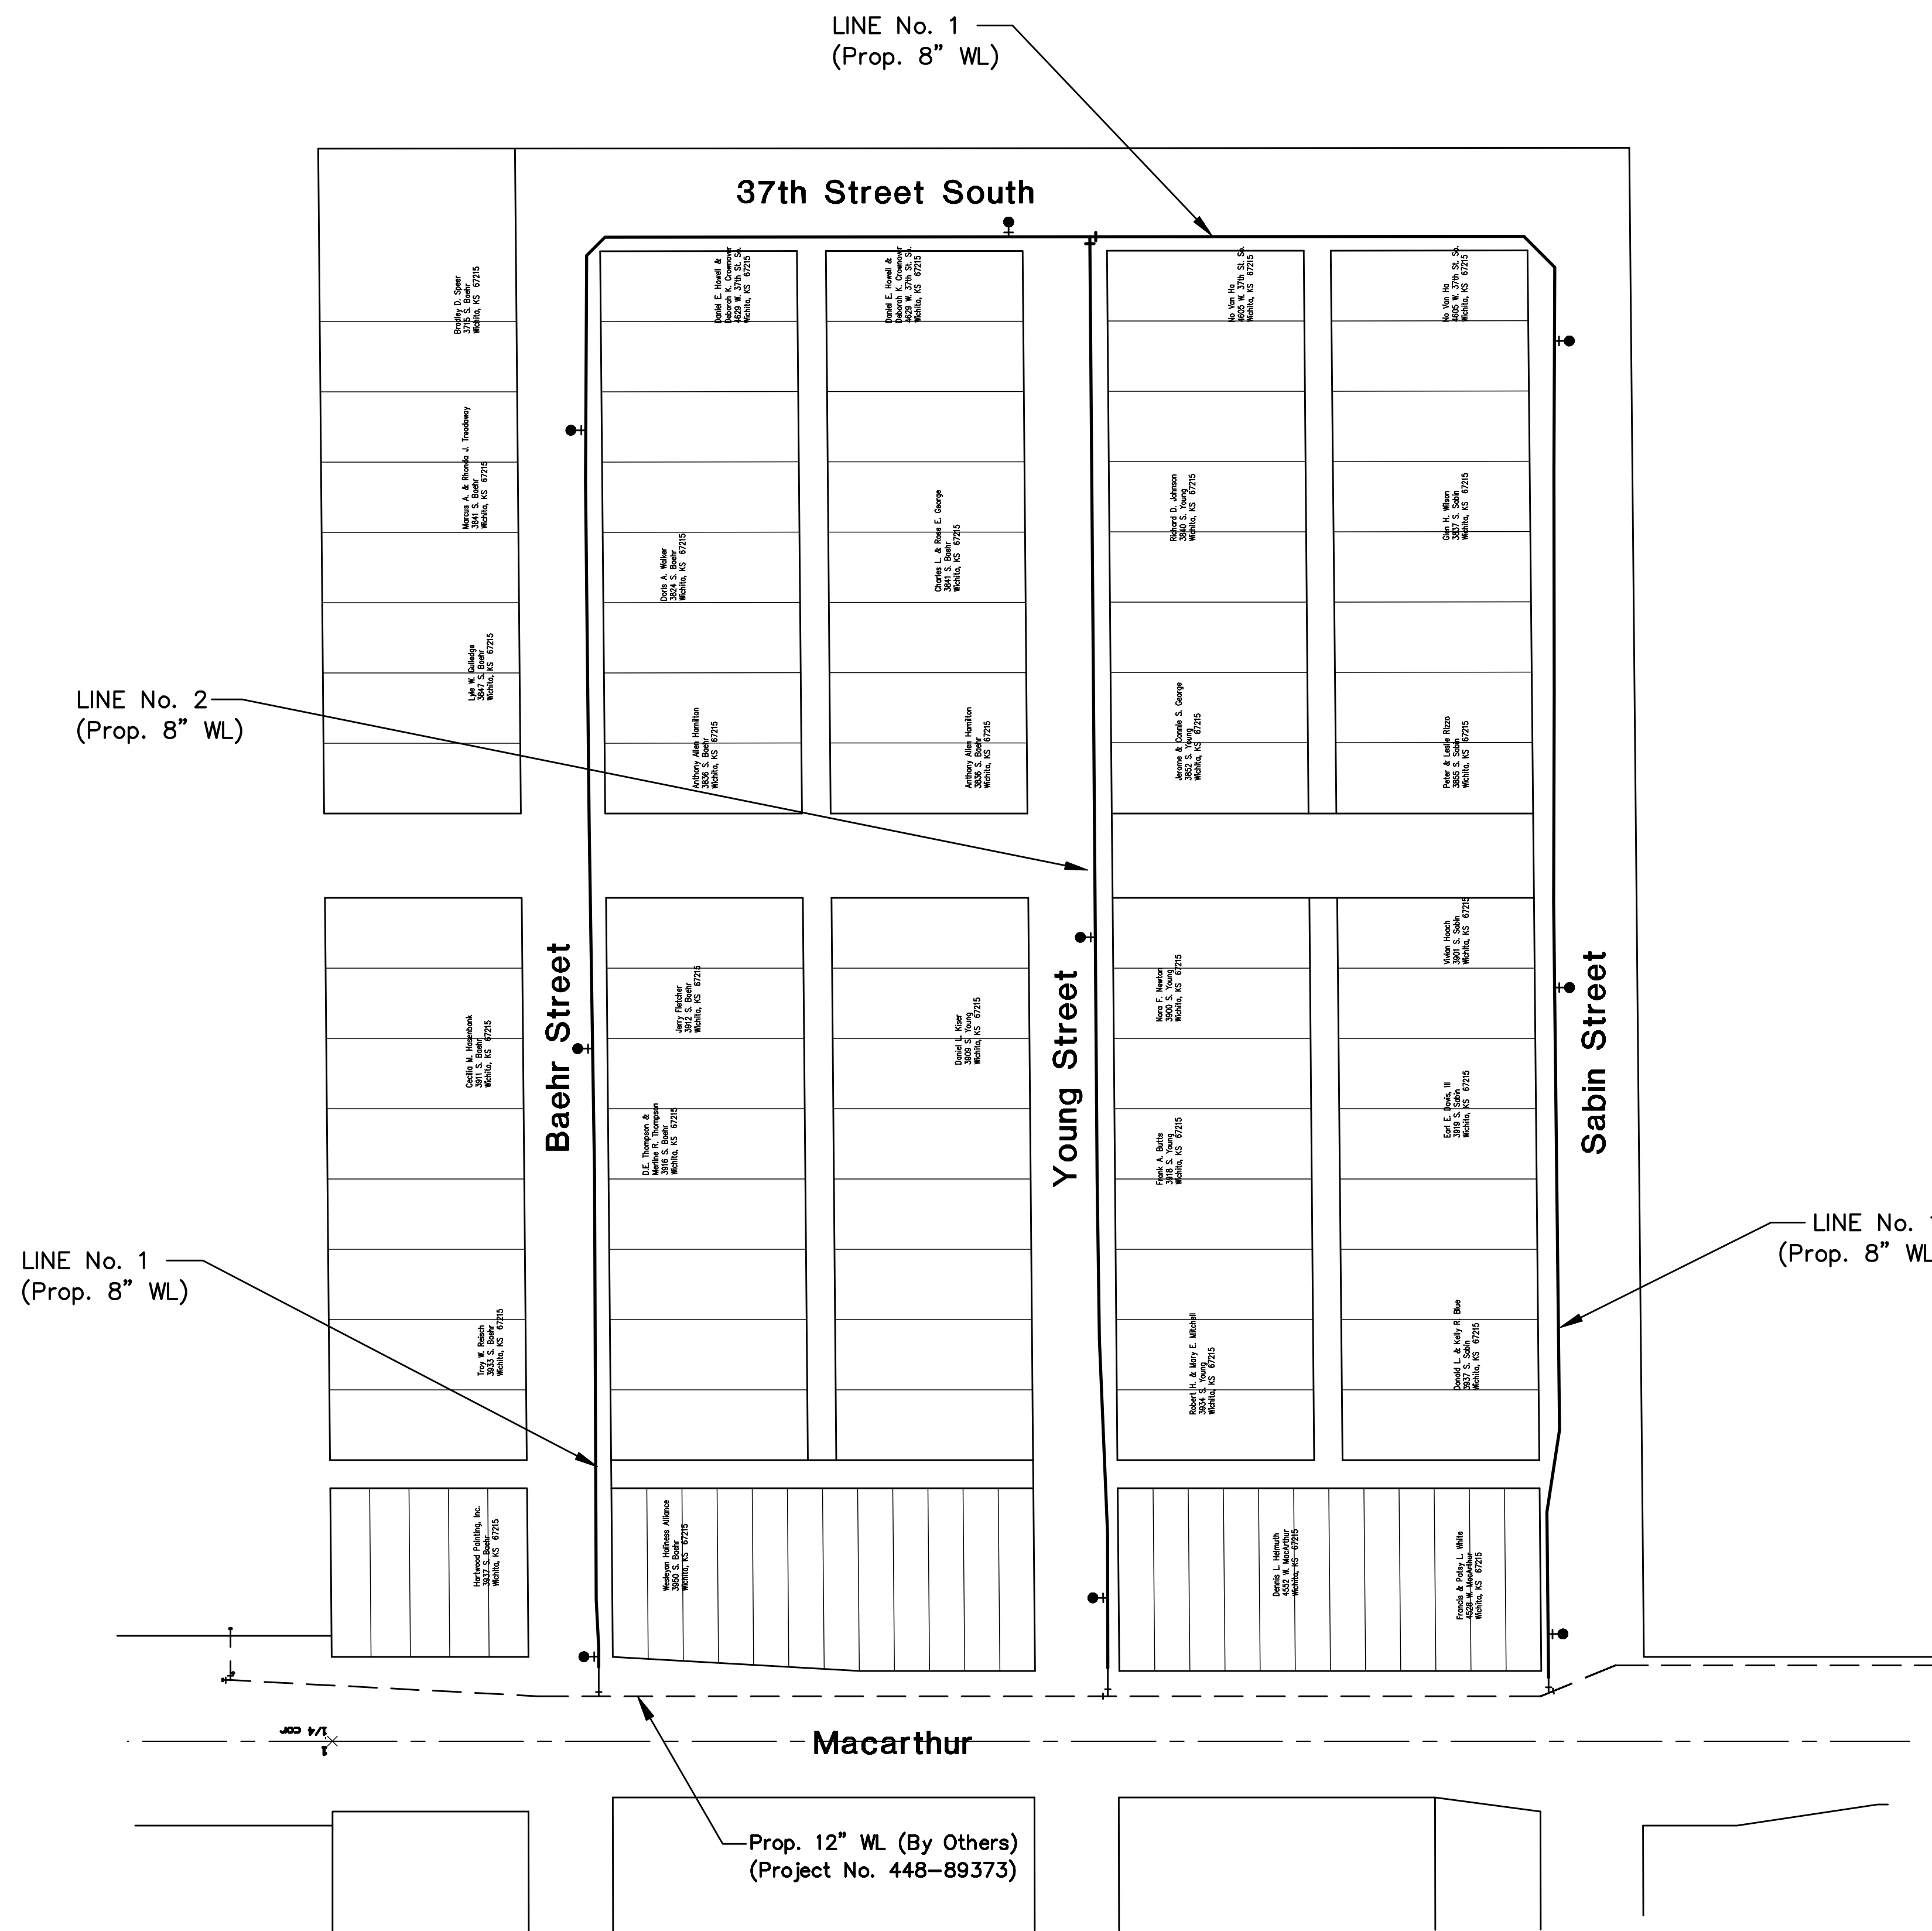 LINE No. 1
(Prop. 8” WL)
37th Street South
Bradley D. Speer
3715 S. Baehr
Wichita, KS 67215
Daniel E. Howell &
Deborah K. Crownover
4629 W. 37th St. So.
Wichita, KS 67215
Daniel E. Howell &
Deborah K. Crownover
4629 W. 37th St. So.
Wichita, KS 67215
No Van Ha
4605 W. 37th St. So.
Wichita, KS 67215
No Van Ha
4605 W. 37th St. So.
Wichita, KS 67215
Marcus A. & Rhonda J. Treadaway
3841 S. Baehr
Wichita, KS 67215
Doris A. Walker
3824 S. Baehr
Wichita, KS 67215
Charles L. & Rose E. George
3841 S. Baehr
Wichita, KS 67215
Richard D. Johnson
3840 S. Young
Wichita, KS 67215
Glen H. Wilson
3837 S. Sabin
Wichita, KS 67215
Lyle W. Gulledge
3847 S. Baehr
Wichita, KS 67215
LINE No. 2
(Prop. 8” WL)
Anthony Allen Hamilton
3836 S. Baehr
Wichita, KS 67215
Anthony Allen Hamilton
3836 S. Baehr
Wichita, KS 67215
Jerome & Connie S. George
3852 S. Young
Wichita, KS 67215
Peter & Leslie Rizzo
3855 S. Sabin
Wichita, KS 67215
Baehr Street
Young Street
Sabin Street
Cecilia M. Hasenbank
3911 S. Baehr
Wichita, KS 67215
Jerry Fletcher
3912 S. Baehr
Wichita, KS 67215
Daniel L. Kiser
3909 S. Young
Wichita, KS 67215
Nora F. Newton
3900 S. Young
Wichita, KS 67215
Vivian Hoach
3901 S. Sabin
Wichita, KS 67215
D.E. Thompson &
Merline R. Thompson
3916 S. Baehr
Wichita, KS 67215
Frank A. Butts
3918 S. Young
Wichita, KS 67215
Earl E. Davis, III
3919 S. Sabin
Wichita, KS 67215
LINE No. 1
(Prop. 8” WL)
LINE No. 1
(Prop. 8” WL
Troy W. Reisch
3933 S. Baehr
Wichita, KS 67215
Robert H. & Mary E. Mitchell
3934 S. Young
Wichita, KS 67215
Donald L. & Kelly R. Blue
3937 S. Sabin
Wichita, KS 67215
Hartwood Painting, Inc.
3937 S. Baehr
Wichita, KS 67215
Wesleyan Holiness Alliance
3950 S. Baehr
Wichita, KS 67215
Dennis L. Helmuth
4552 W. MacArthur
Wichita, KS 67215
Francis & Patsy L. White
4528 W. MacArthur
Wichita, KS 67215
1/4 cor
1
Macarthur
Prop. 12” WL (By Others)
(Project No. 448-89373)